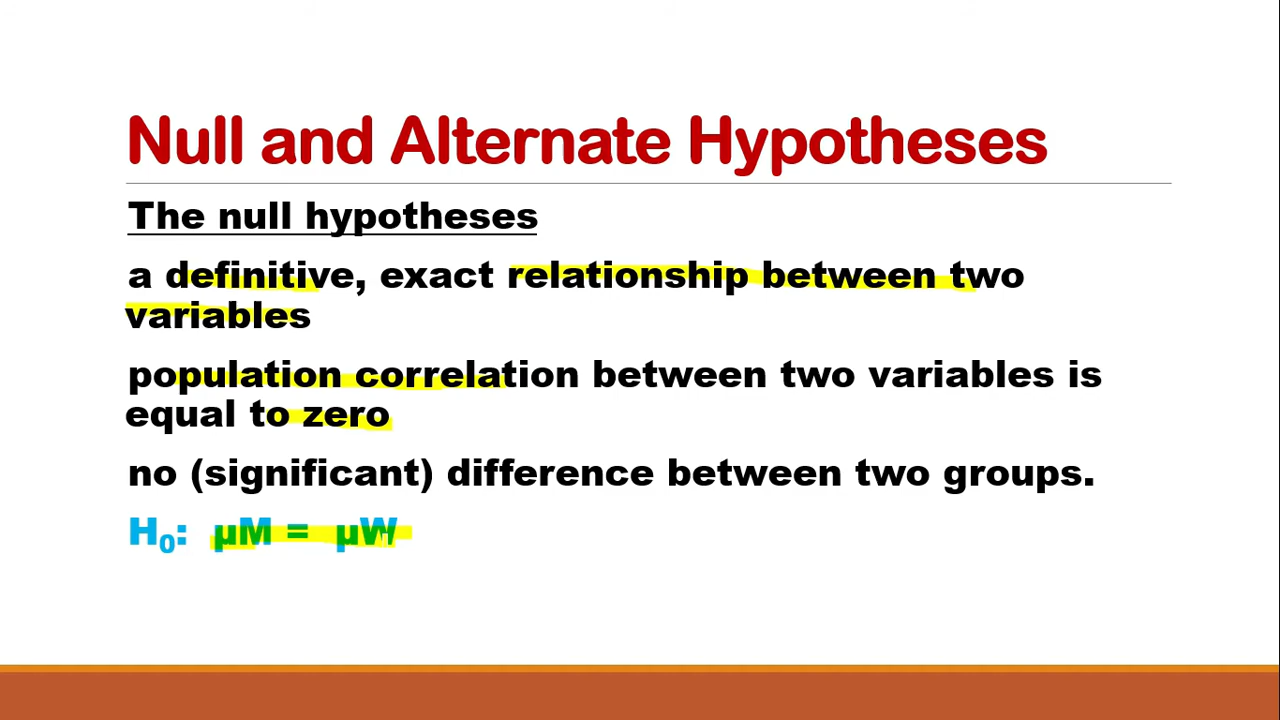 Null and Alternate Hypotheses
The null hypotheses
a definitive, exact relationship between two
variables
population correlation between two variables is
equal to zero
no (significant) difference between two groups.
H₀: µM = µW